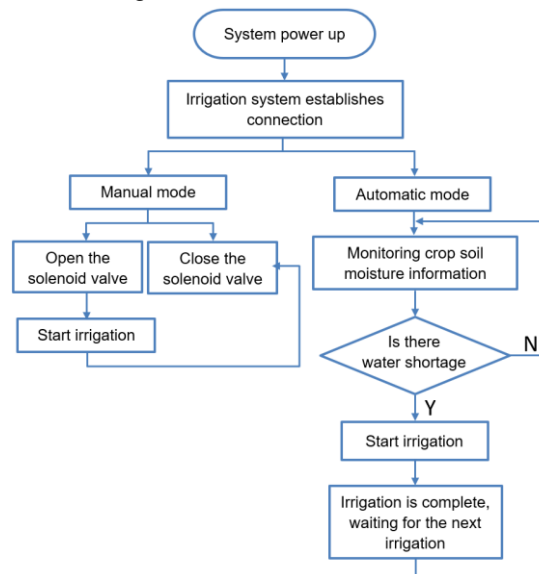 System power up
Irrigation system establishes
connection
Manual mode
Automatic mode
Open the
solenoid valve
Close the
solenoid valve
Monitoring crop soil
moisture information
Start irrigation
Is there
water shortage
N
Y
Start irrigation
Irrigation is complete,
waiting for the next
irrigation